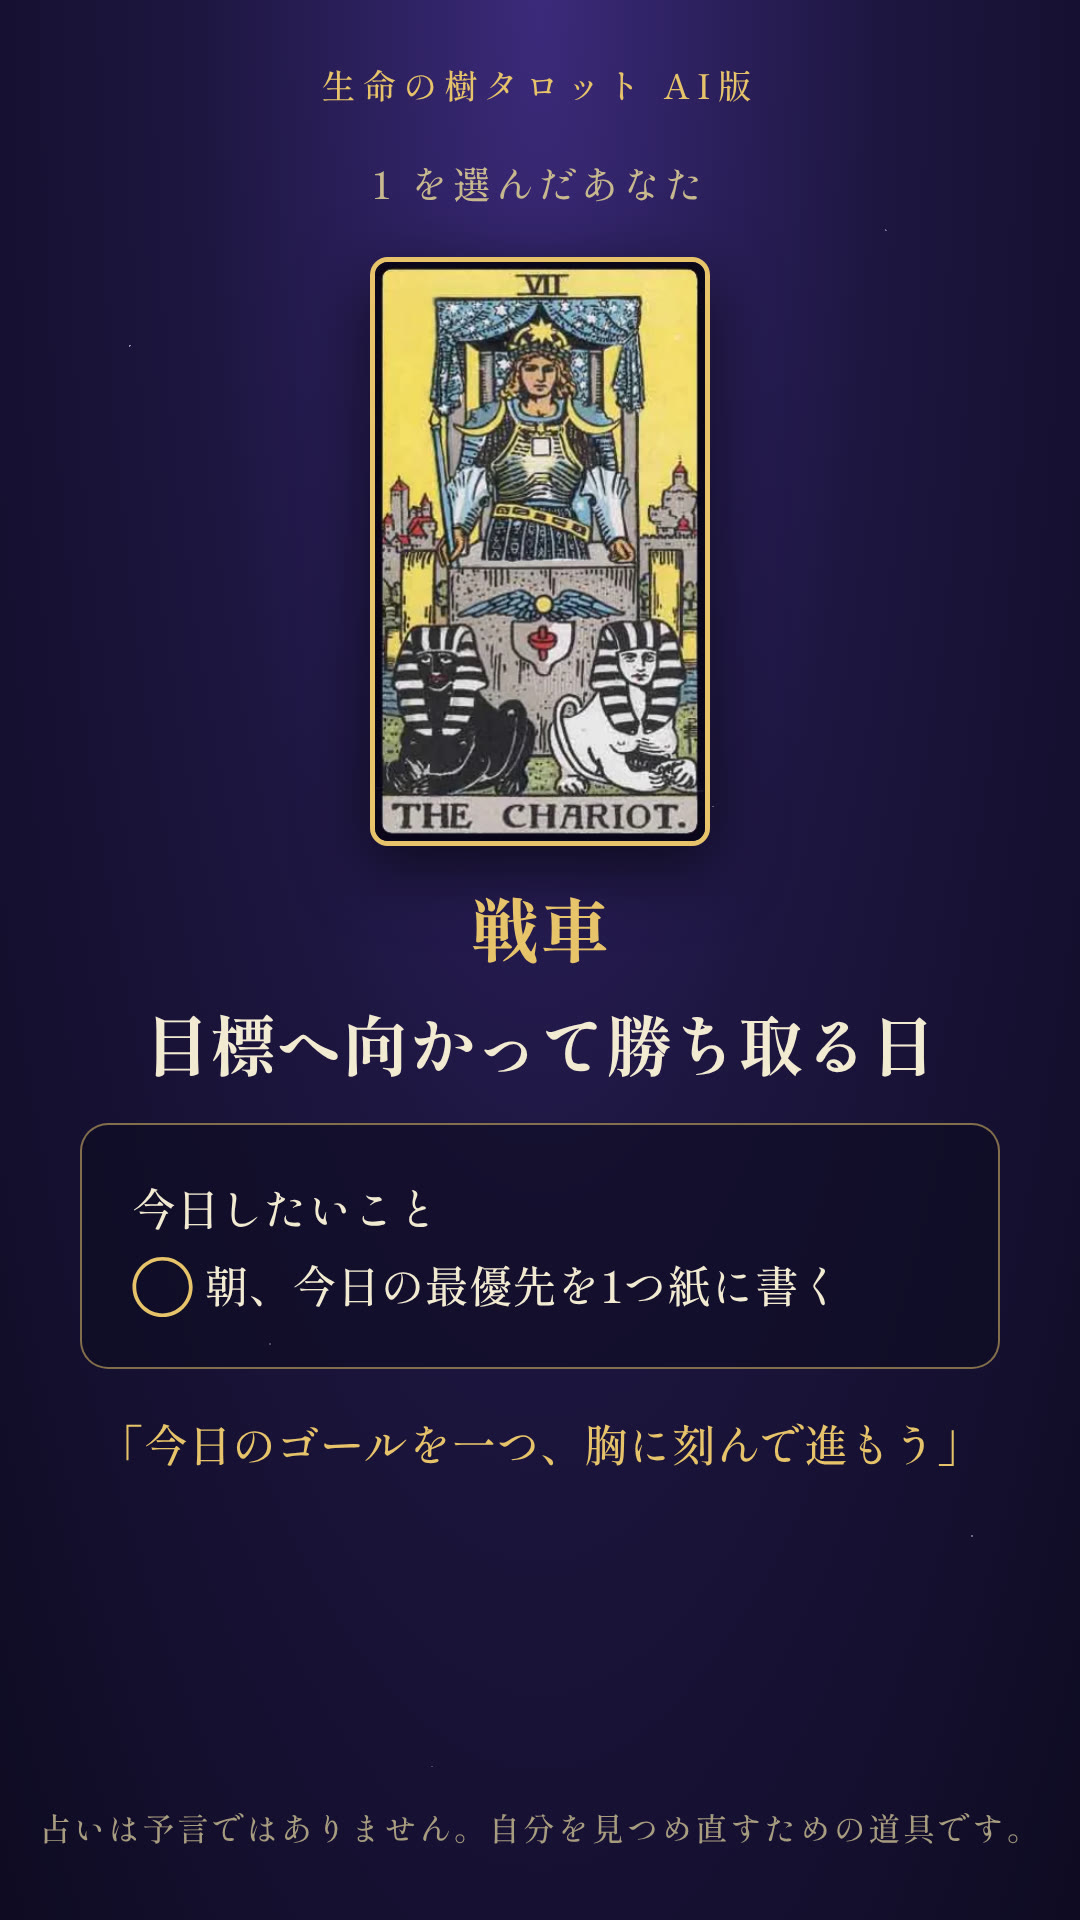 生命の樹タロット AI版
1 を選んだあなた
VII
THE CHARIOT.
戦車
目標へ向かって勝ち取る日
今日したいこと
◯ 朝、今日の最優先を1つ紙に書く
「今日のゴールを一つ、胸に刻んで進もう」
占いは予言ではありません。自分を見つめ直すための道具です。